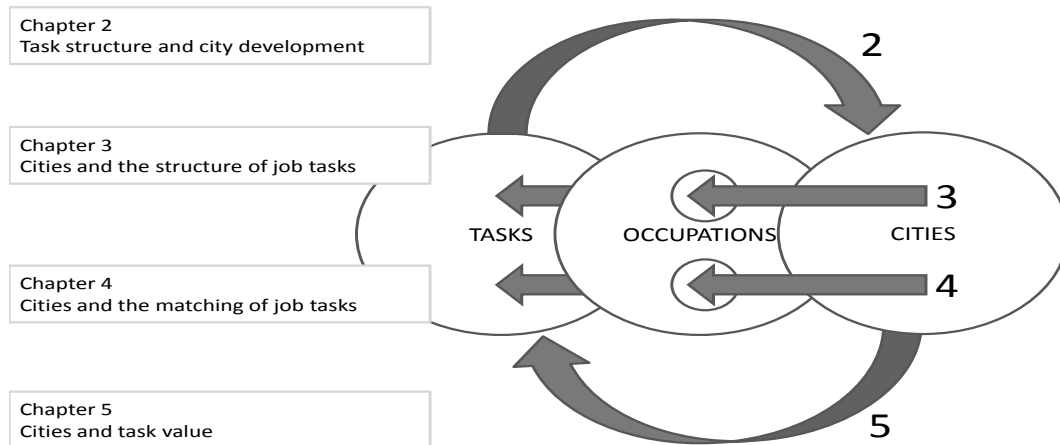 Chapter 2
Task structure and city development
2
Chapter 3
Cities and the structure of job tasks
3
TASKS
OCCUPATIONS
CITIES
Chapter 4
Cities and the matching of job tasks
4
Chapter 5
Cities and task value
5